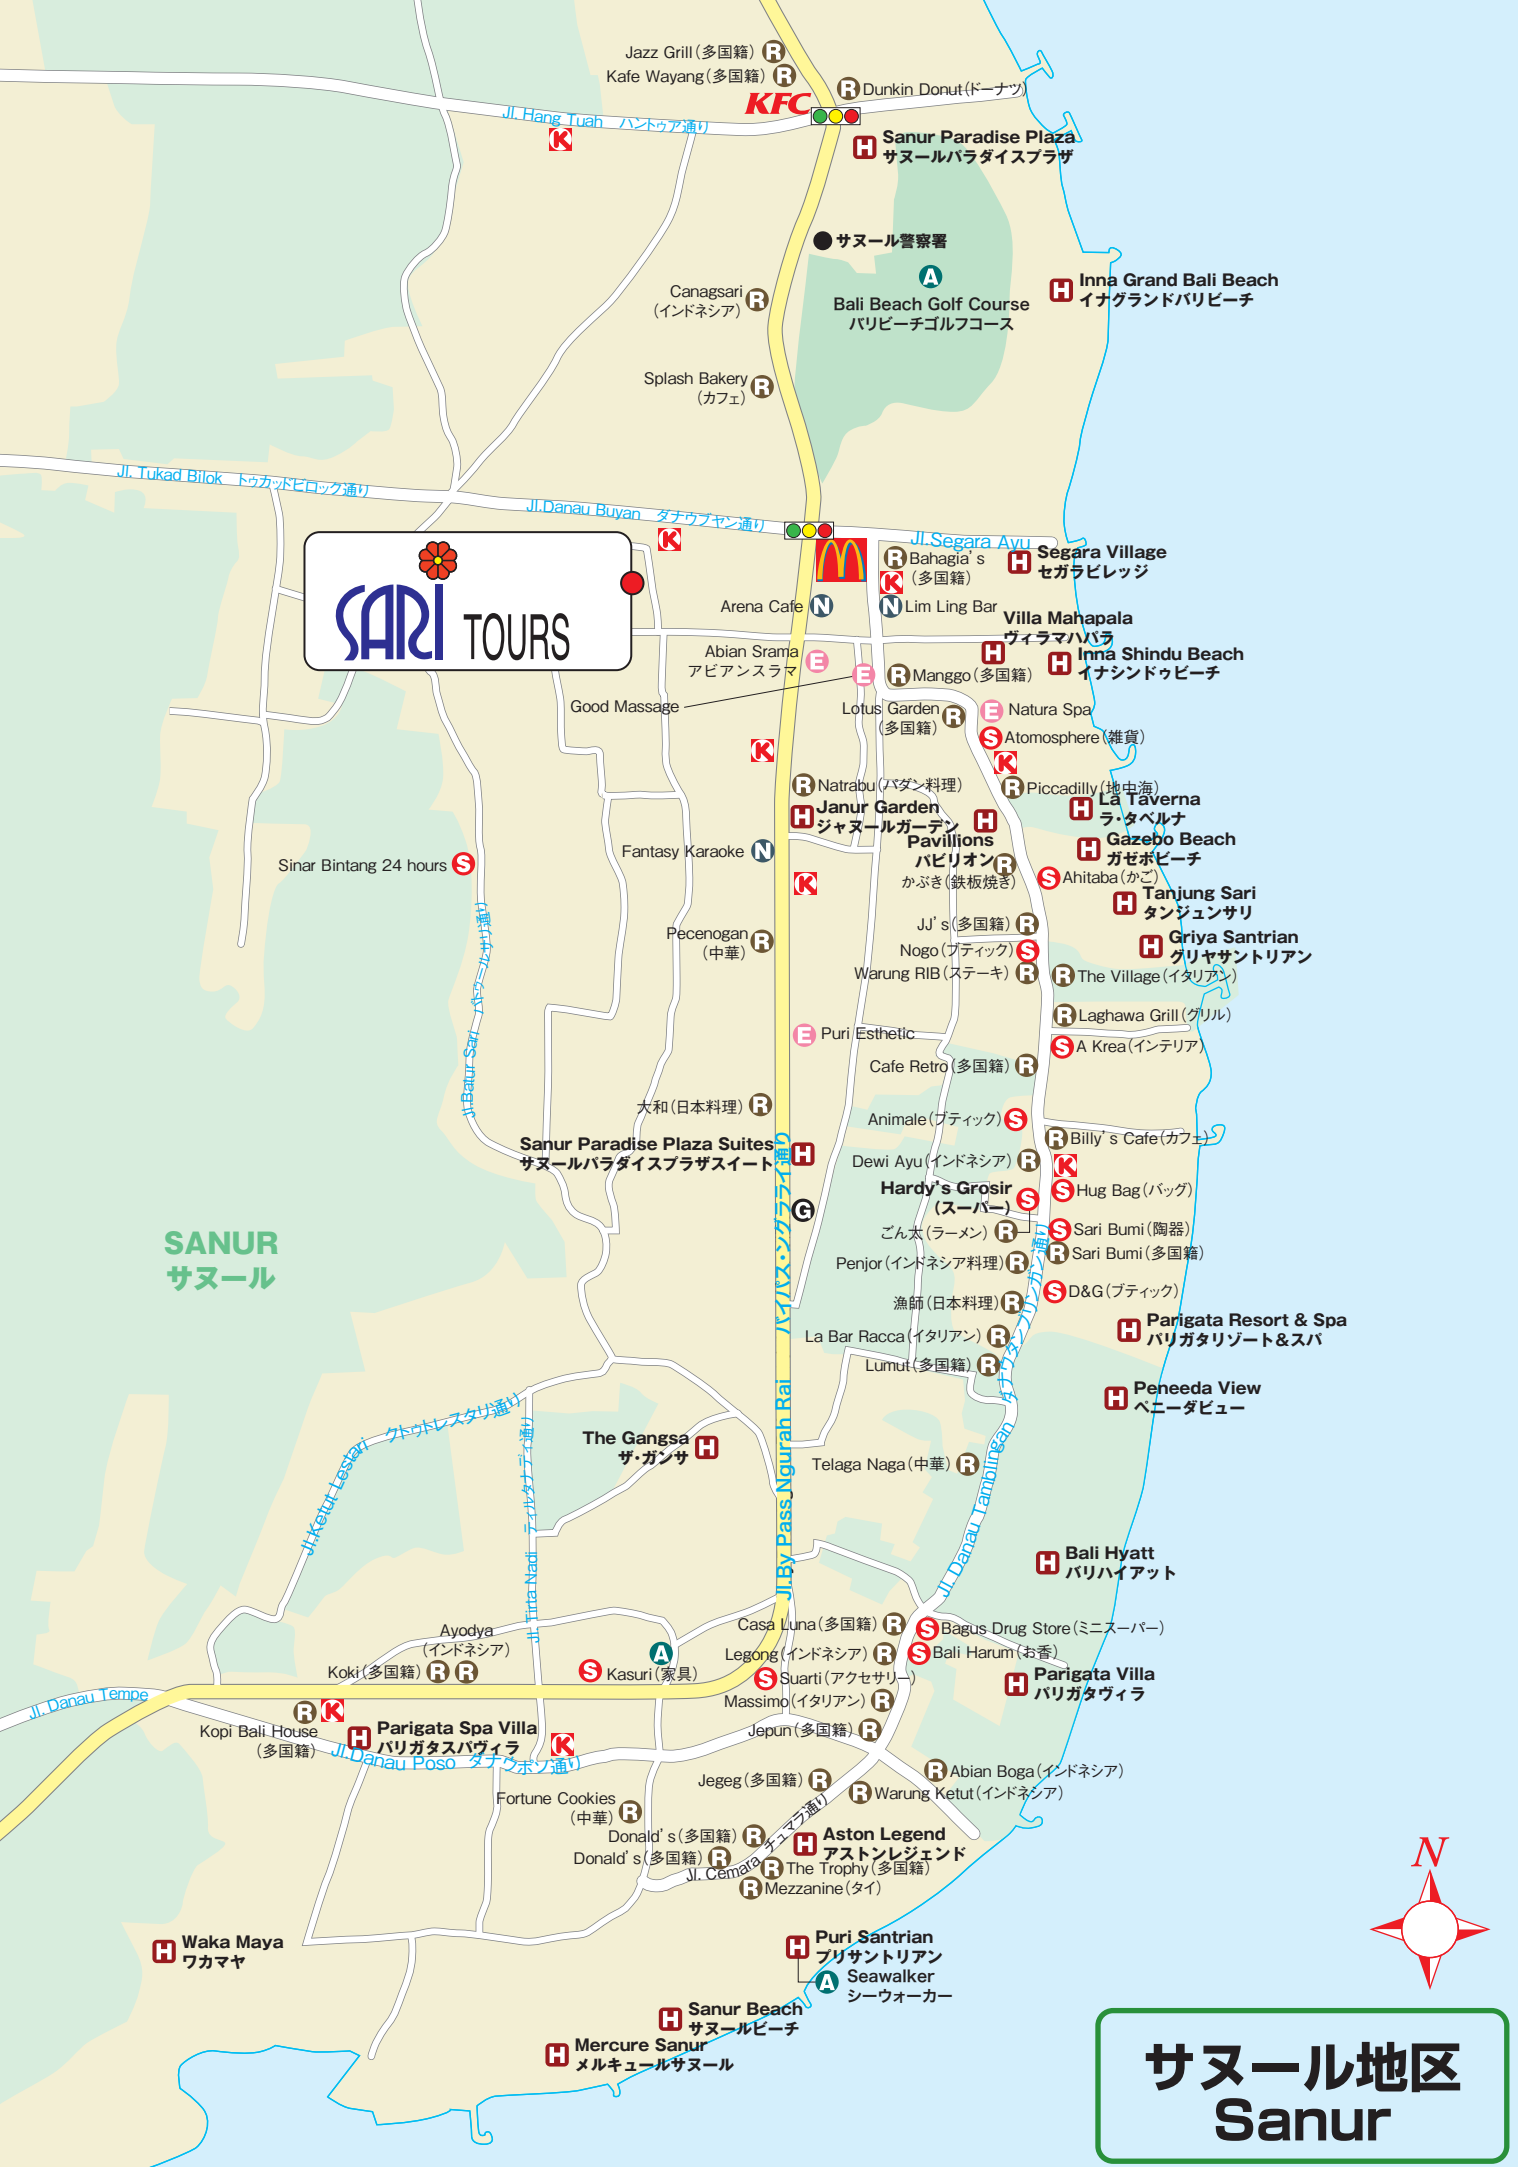 Jazz Grill（多国籍） R
Kafe Wayang（多国籍） R
R Dunkin Donut（ドーナツ）
KFC
Jl. Hang Tuah ハントゥア通り
K
H Sanur Paradise Plaza
サヌールパラダイスプラザ
サヌール警察署
A
Bali Beach Golf Course
バリビーチゴルフコース
H Inna Grand Bali Beach
イナグランドバリビーチ
Canagsari R
（インドネシア）
Splash Bakery R
（カフェ）
Jl. Tukad Bilok トゥカッドビロック通り
Jl.Danau Buyan ダナウブヤン通り
K
Jl.Segara Ayu
R Bahagia's
（多国籍）
K
H Segara Village
セガラビレッジ
SARI TOURS
Arena Cafe N
N Lim Ling Bar
Villa Mahapala
ヴィラマハパラ
H
H Inna Shindu Beach
イナシンドゥビーチ
Abian Srama E
アビアンスラマ
E
R Manggo（多国籍）
Good Massage
Lotus Garden R
（多国籍）
E Natura Spa
S Atomosphere（雑貨）
K
K
R Natrabu（パダン料理）
R Piccadilly（地中海）
H Janur Garden
ジャヌールガーデン
H
H La Taverna
ラ・タベルナ
Pavillions
パビリオン
R
かぶき（鉄板焼き）
H Gazebo Beach
ガゼボビーチ
Fantasy Karaoke N
Sinar Bintang 24 hours S
K
S Ahitaba（かご）
H Tanjung Sari
タンジュンサリ
JJ's（多国籍） R
Pecenogan R
（中華）
Nogo（ブティック） S
H Griya Santrian
グリヤサントリアン
Warung RIB（ステーキ） R
R The Village（イタリアン）
Jl.Batur Sari バトゥールサリ通り
R Laghawa Grill（グリル）
E Puri Esthetic
S A Krea（インテリア）
Cafe Retro（多国籍） R
大和（日本料理） R
Animale（ブティック） S
R Billy's Cafe（カフェ）
Sanur Paradise Plaza Suites H
サヌールパラダイスプラザスイート
Dewi Ayu（インドネシア） R
K
Hardy's Grosir S
（スーパー）
S Hug Bag（バッグ）
G
ごん太（ラーメン） R
S Sari Bumi（陶器）
R Sari Bumi（多国籍）
SANUR
サヌール
Penjor（インドネシア料理） R
S D&G（ブティック）
漁師（日本料理） R
H Parigata Resort & Spa
パリガタリゾート＆スパ
La Bar Racca（イタリアン） R
Lumut（多国籍） R
H Peneeda View
ペニーダビュー
Jl.By Pass Ngurah Rai バイパス・ングラライ通り
Jl. Danau Tamblingan ダナウタンブリンガン通り
Jl.Ketut Lestari クトゥトレスタリ通り
Jl. Tirta Nadi ティルタナディ通り
The Gangsa H
ザ・ガンサ
Telaga Naga（中華） R
H Bali Hyatt
バリハイアット
Ayodya
（インドネシア）
Koki（多国籍） R R
A
S Kasuri（家具）
Casa Luna（多国籍） R
S Bagus Drug Store（ミニスーパー）
Legong（インドネシア） R
S Bali Harum（お香）
S Suarti（アクセサリー）
Massimo（イタリアン） R
H Parigata Villa
パリガタヴィラ
Jl. Danau Tempe
R K
Kopi Bali House
（多国籍）
H Parigata Spa Villa
パリガタスパヴィラ
K
Jepun（多国籍） R
Jl.Danau Poso ダナウポソ通り
Jegeg（多国籍） R
R Abian Boga（インドネシア）
R Warung Ketut（インドネシア）
Fortune Cookies R
（中華）
Donald's（多国籍） R
Donald's（多国籍） R
Jl. Cemara チュマラ通り
H Aston Legend
アストンレジェンド
R The Trophy（多国籍）
R Mezzanine（タイ）
N
H Waka Maya
ワカマヤ
H Puri Santrian
プリサントリアン
A Seawalker
シーウォーカー
H Sanur Beach
サヌールビーチ
H Mercure Sanur
メルキュールサヌール
サヌール地区
Sanur